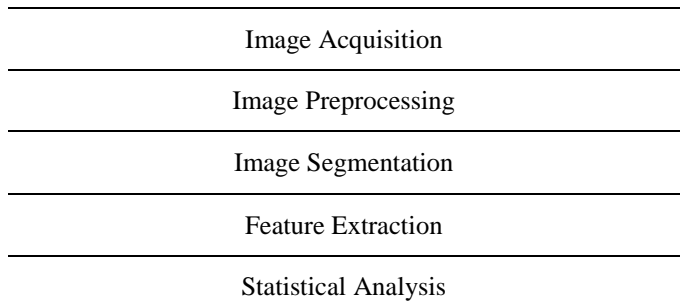 Image Acquisition
Image Preprocessing
Image Segmentation
Feature Extraction
Statistical Analysis